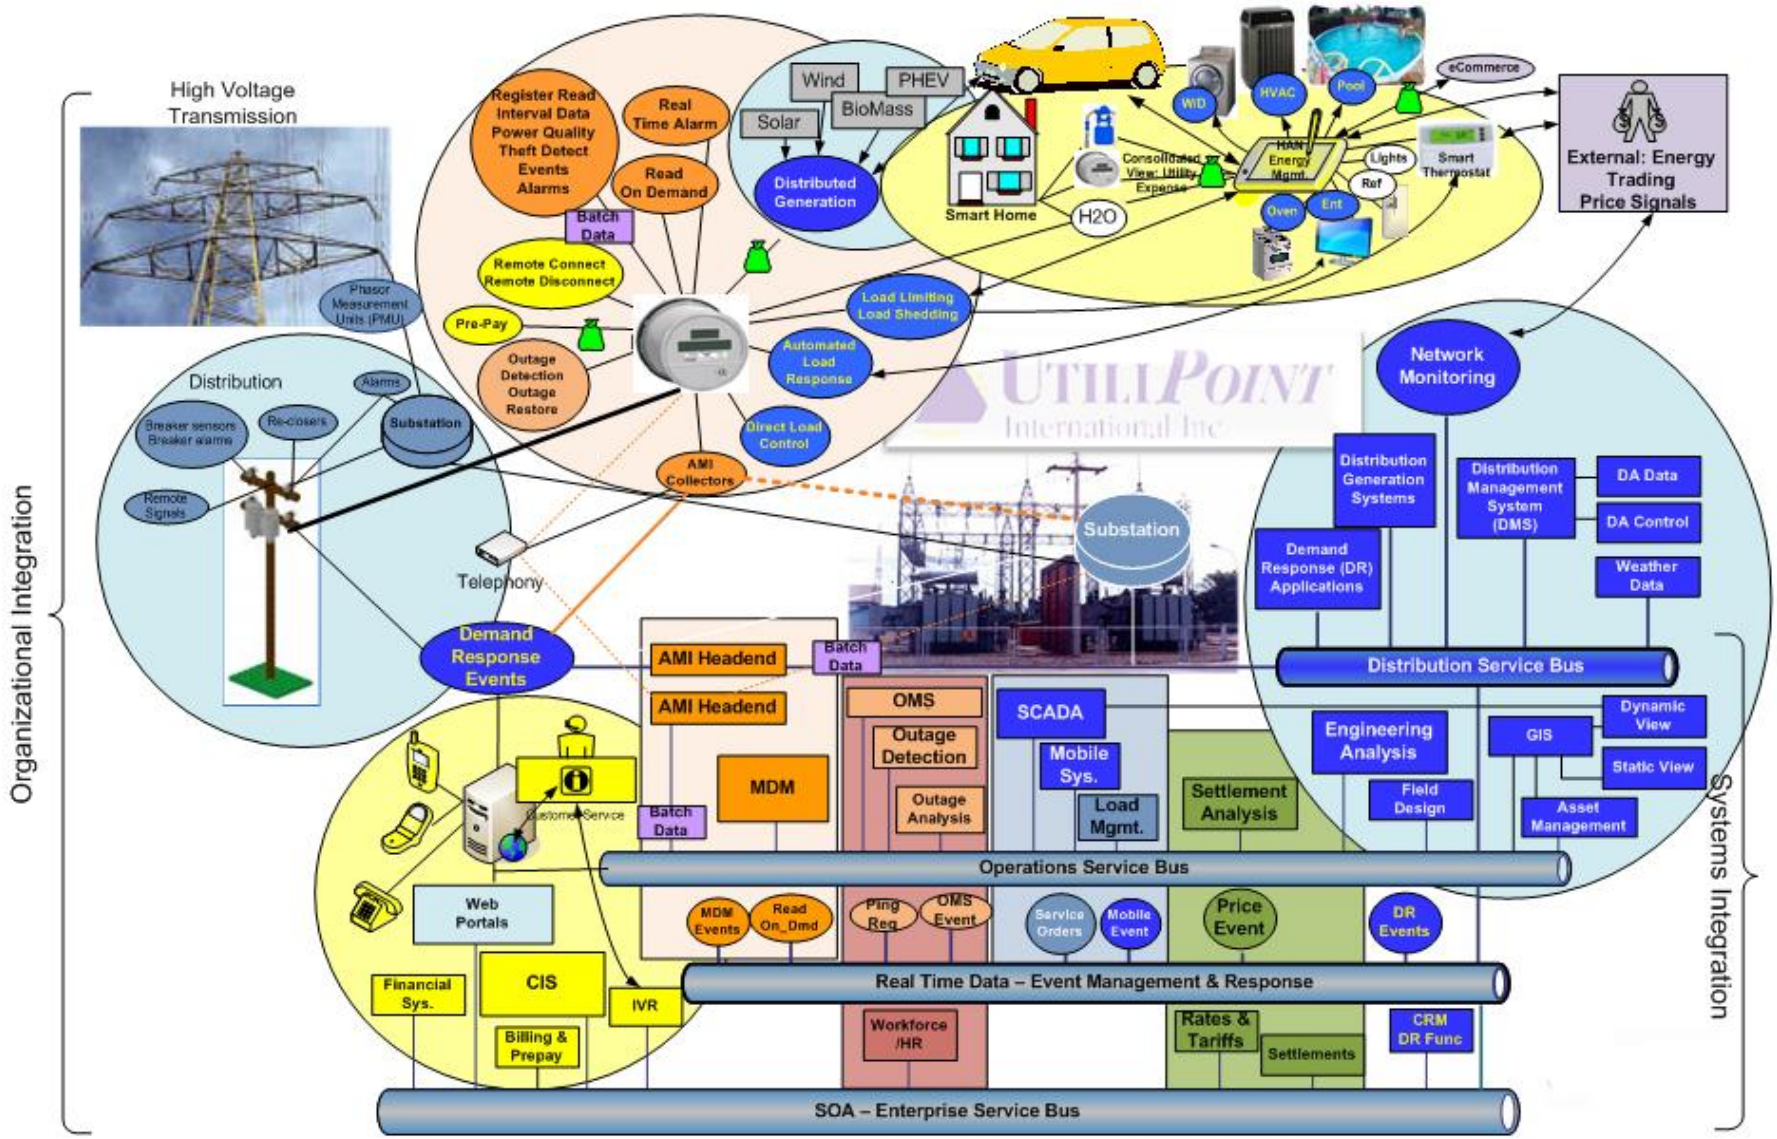 High Voltage
Transmission
Register Read
Interval Data
Power Quality
Theft Detect
Events
Alarms
Real
Time Alarm
Read
On Demand
Batch
Data
Remote Connect
Remote Disconnect
Pre-Pay
Outage
Detection
Outage
Restore
Load Limiting
Load Shedding
Automated
Load
Response
Direct Load
Control
AMI
Collectors
Wind
PHEV
Solar
BioMass
Distributed
Generation
Smart Home
Consolidated
View: Utility
Expense
H2O
W/D
HVAC
Pool
eCommerce
HAN
Energy
Mgmt.
Lights
Ref
Ent
Oven
Smart
Thermostat
External: Energy
Trading
Price Signals
Phasor
Measurement
Units (PMU)
Distribution
Alarms
Breaker sensors
Breaker alarms
Re-closers
Substation
Remote
Signals
Telephony
Demand
Response
Events
UTILIPOINT
International Inc
Substation
Network
Monitoring
Distribution
Generation
Systems
Distribution
Management
System
(DMS)
DA Data
DA Control
Demand
Response (DR)
Applications
Weather
Data
Distribution Service Bus
Organizational Integration
Systems Integration
AMI Headend
Batch
Data
AMI Headend
MDM
Batch
Data
OMS
Outage
Detection
Outage
Analysis
SCADA
Mobile
Sys.
Load
Mgmt.
Settlement
Analysis
Engineering
Analysis
Field
Design
GIS
Dynamic
View
Static View
Asset
Management
Customer Service
Operations Service Bus
Web
Portals
MDM
Events
Read
On_Dmd
Ping
Req
OMS
Event
Service
Orders
Mobile
Event
Price
Event
DR
Events
Real Time Data – Event Management & Response
Financial
Sys.
CIS
IVR
Billing &
Prepay
Workforce
/HR
Rates &
Tariffs
Settlements
CRM
DR Func
SOA – Enterprise Service Bus